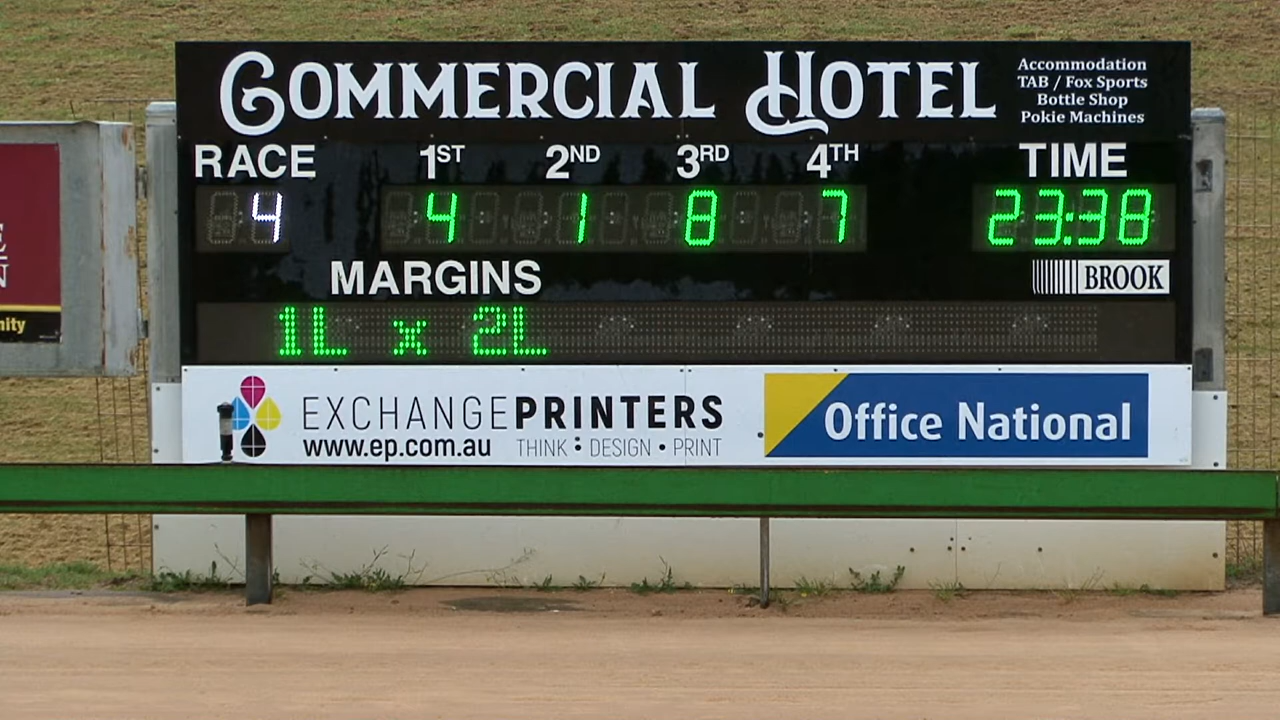 COMMERCIAL HOTEL
Accommodation
TAB / Fox Sports
Bottle Shop
Pokie Machines
RACE 1ST 2ND 3RD 4TH TIME
4 4 1 8 7 23:38
MARGINS
BROOK
1L x 2L
EXCHANGEPRINTERS
www.ep.com.au THINK : DESIGN • PRINT
Office National